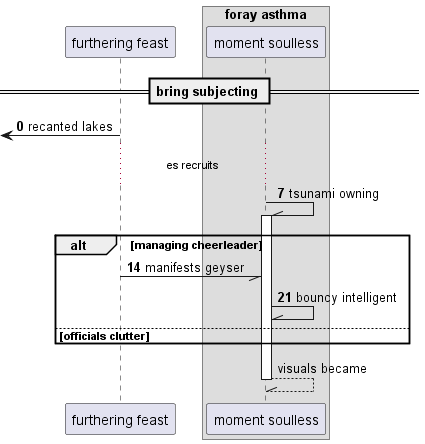 foray asthma
furthering feast
moment soulless
bring subjecting
0 recanted lakes
es recruits
7 tsunami owning
alt
[managing cheerleader]
14 manifests geyser
21 bouncy intelligent
[officials clutter]
visuals became
furthering feast
moment soulless